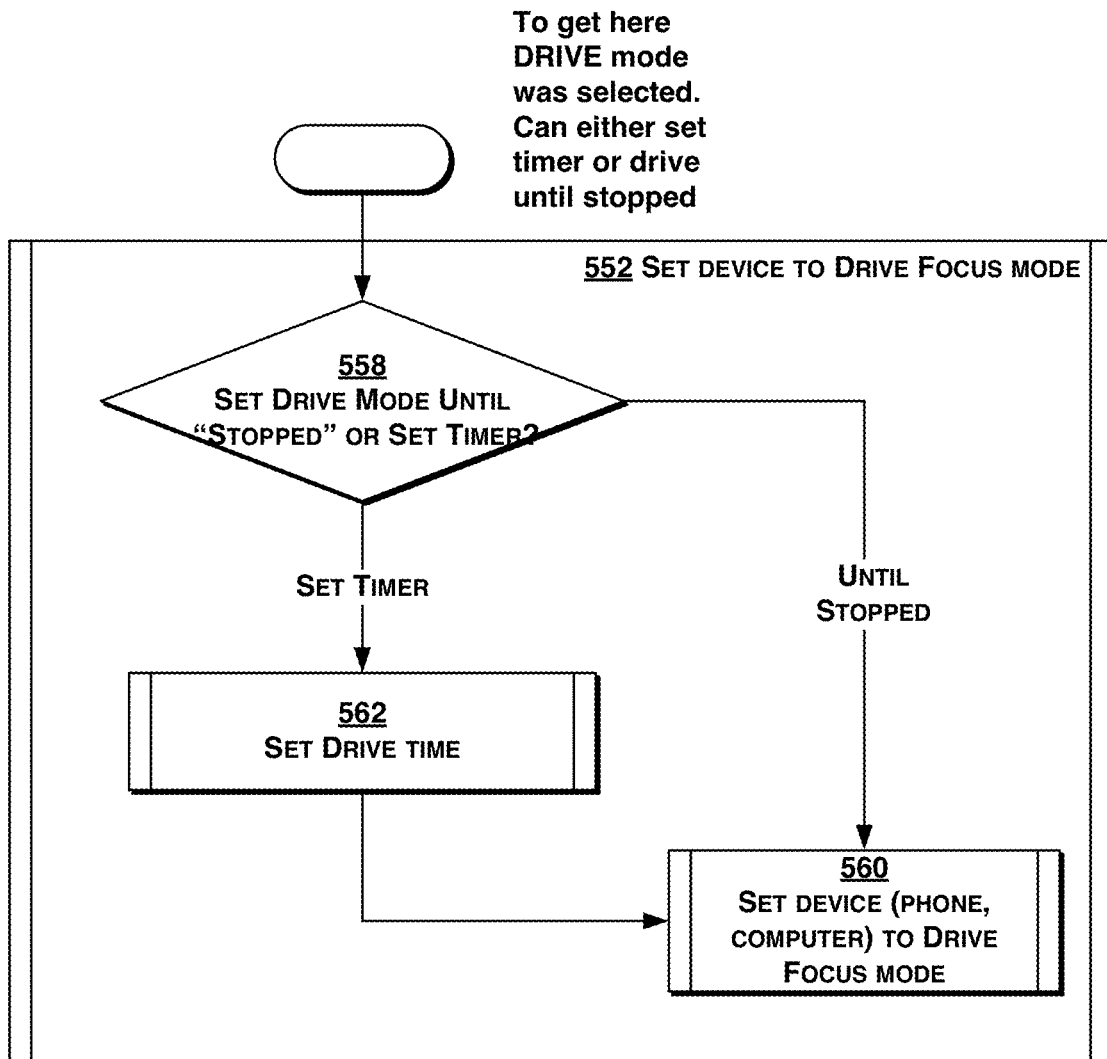 To get here
DRIVE mode
was selected.
Can either set
timer or drive
until stopped
552 SET DEVICE TO DRIVE FOCUS MODE
558
SET DRIVE MODE UNTIL
“STOPPED” OR SET TIMER?
SET TIMER
UNTIL
STOPPED
562
SET DRIVE TIME
560
SET DEVICE (PHONE,
COMPUTER) TO DRIVE
FOCUS MODE